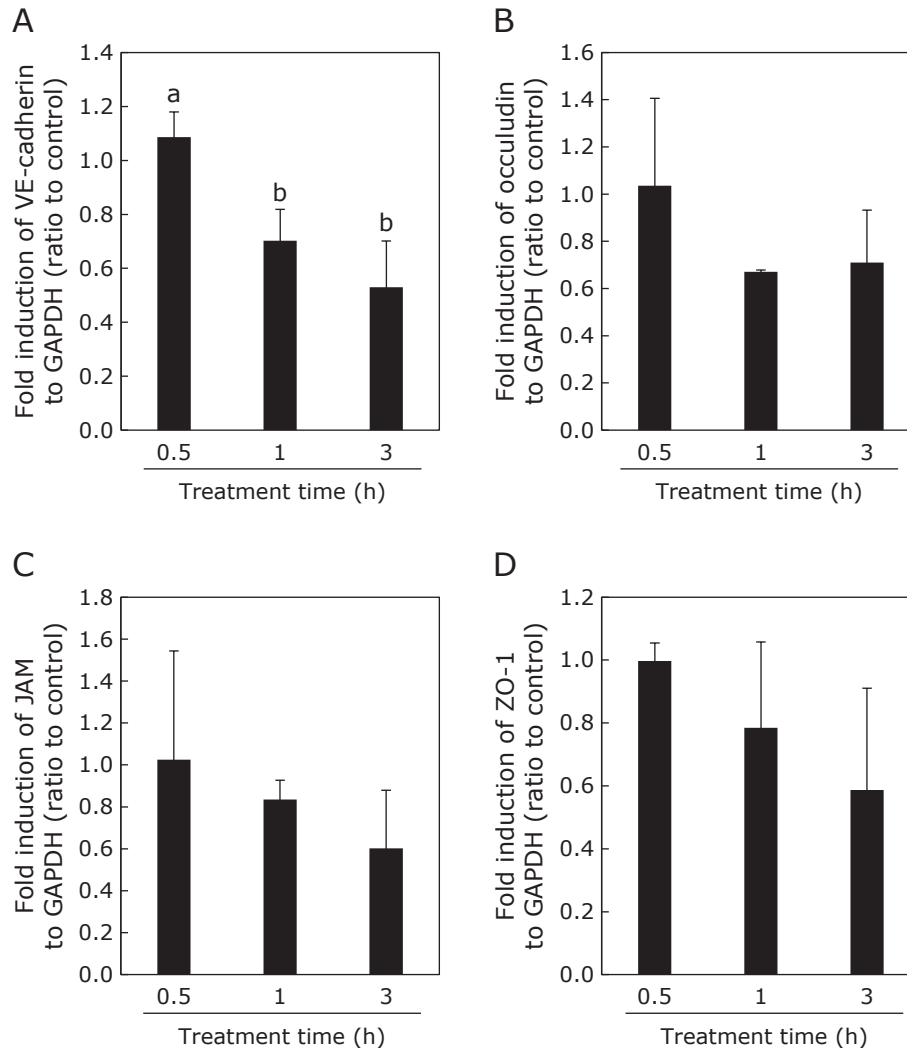 A
Fold induction of VE-cadherin
to GAPDH (ratio to control)
1.4
1.2
1.0
0.8
0.6
0.4
0.2
0.0
a
b
b
0.5 1 3
Treatment time (h)
B
Fold induction of occuludin
to GAPDH (ratio to control)
1.6
1.4
1.2
1.0
0.8
0.6
0.4
0.2
0.0
0.5 1 3
Treatment time (h)
C
Fold induction of JAM
to GAPDH (ratio to control)
1.8
1.6
1.4
1.2
1.0
0.8
0.6
0.4
0.2
0.0
0.5 1 3
Treatment time (h)
D
Fold induction of ZO-1
to GAPDH (ratio to control)
1.2
1.0
0.8
0.6
0.4
0.2
0.0
0.5 1 3
Treatment time (h)